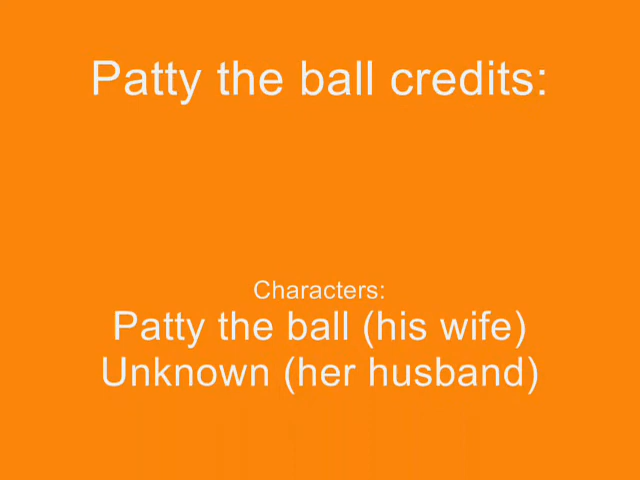 Patty the ball credits:
Characters:
Patty the ball (his wife)
Unknown (her husband)